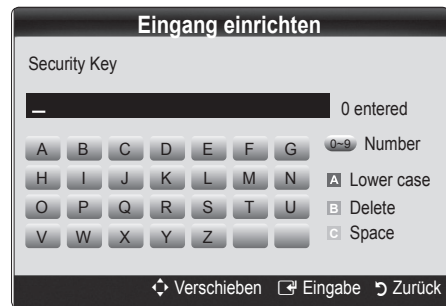 Eingang einrichten
Security Key
_
0 entered
A B C D E F G 0~9 Number
H I J K L M N A Lower case
O P Q R S T U B Delete
V W X Y Z C Space
Verschieben Eingabe Zurück